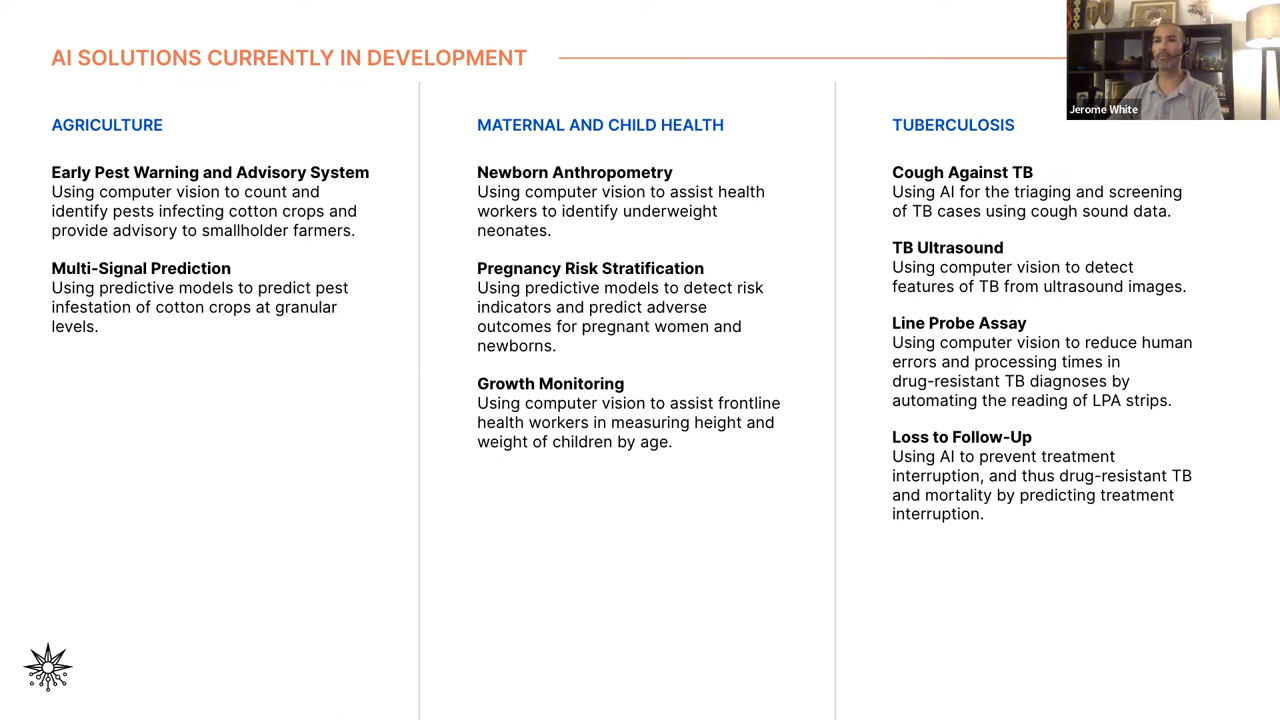 AI SOLUTIONS CURRENTLY IN DEVELOPMENT
Jerome White
AGRICULTURE
Early Pest Warning and Advisory System
Using computer vision to count and
identify pests infecting cotton crops and
provide advisory to smallholder farmers.
Multi-Signal Prediction
Using predictive models to predict pest
infestation of cotton crops at granular
levels.
MATERNAL AND CHILD HEALTH
Newborn Anthropometry
Using computer vision to assist health
workers to identify underweight
neonates.
Pregnancy Risk Stratification
Using predictive models to detect risk
indicators and predict adverse
outcomes for pregnant women and
newborns.
Growth Monitoring
Using computer vision to assist frontline
health workers in measuring height and
weight of children by age.
TUBERCULOSIS
Cough Against TB
Using AI for the triaging and screening
of TB cases using cough sound data.
TB Ultrasound
Using computer vision to detect
features of TB from ultrasound images.
Line Probe Assay
Using computer vision to reduce human
errors and processing times in
drug-resistant TB diagnoses by
automating the reading of LPA strips.
Loss to Follow-Up
Using AI to prevent treatment
interruption, and thus drug-resistant TB
and mortality by predicting treatment
interruption.